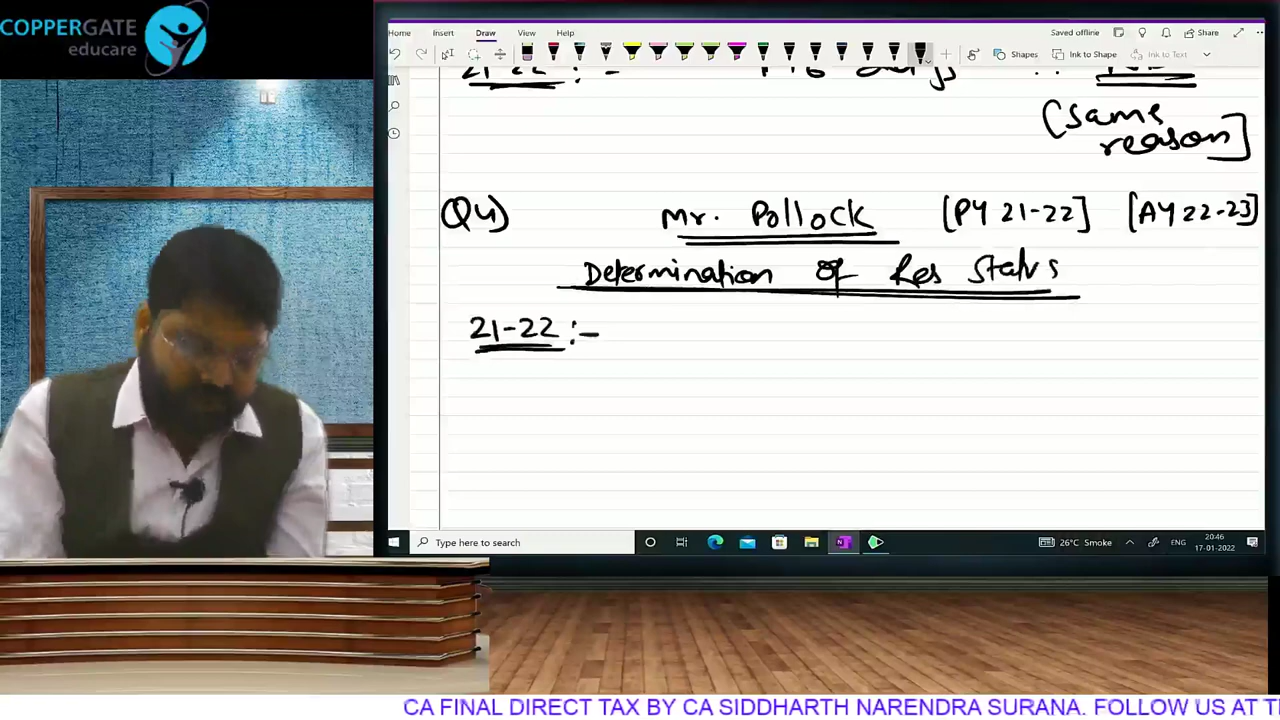 COPPERGATE
educare
Home Insert Draw View Help
Saved offline Share
Shapes Ink to Shape Ink to Text
21-22 :-
[same
reason]
Q4) Mr. Pollock [PY 21-22] [AY 22-23]
Determination of Res Status
21-22 :-
Type here to search
26°C Smoke ENG 20:46
17-01-2022
CA FINAL DIRECT TAX BY CA SIDDHARTH NARENDRA SURANA. FOLLOW US AT T